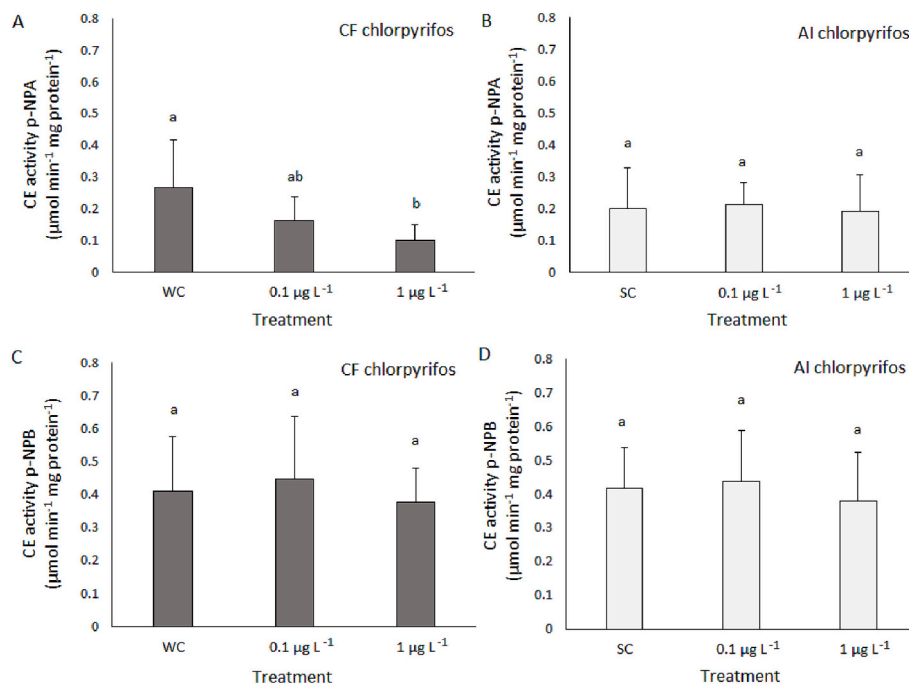 A
CF chlorpyrifos
CE activity p-NPA
(μmol min⁻¹ mg protein⁻¹)
0.8
0.7
0.6
0.5
0.4
0.3
0.2
0.1
0
a
ab
b
WC
0.1 μg L⁻¹
1 μg L⁻¹
Treatment
B
AI chlorpyrifos
CE activity p-NPA
(μmol min⁻¹ mg protein⁻¹)
0.8
0.7
0.6
0.5
0.4
0.3
0.2
0.1
0
a
a
a
SC
0.1 μg L⁻¹
1 μg L⁻¹
Treatment
C
CF chlorpyrifos
CE activity p-NPB
(μmol min⁻¹ mg protein⁻¹)
0.8
0.7
0.6
0.5
0.4
0.3
0.2
0.1
0
a
a
a
WC
0.1 μg L⁻¹
1 μg L⁻¹
Treatment
D
AI chlorpyrifos
CE activity p-NPB
(μmol min⁻¹ mg protein⁻¹)
0.8
0.7
0.6
0.5
0.4
0.3
0.2
0.1
0
a
a
a
SC
0.1 μg L⁻¹
1 μg L⁻¹
Treatment